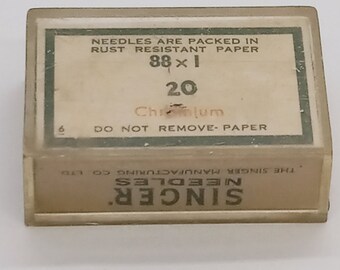 NEEDLES ARE PACKED IN
RUST RESISTANT PAPER
88 x 1
20
Chromium
6
DO NOT REMOVE - PAPER
SINGER
NEEDLES
THE SINGER MANUFACTURING CO. LTD.